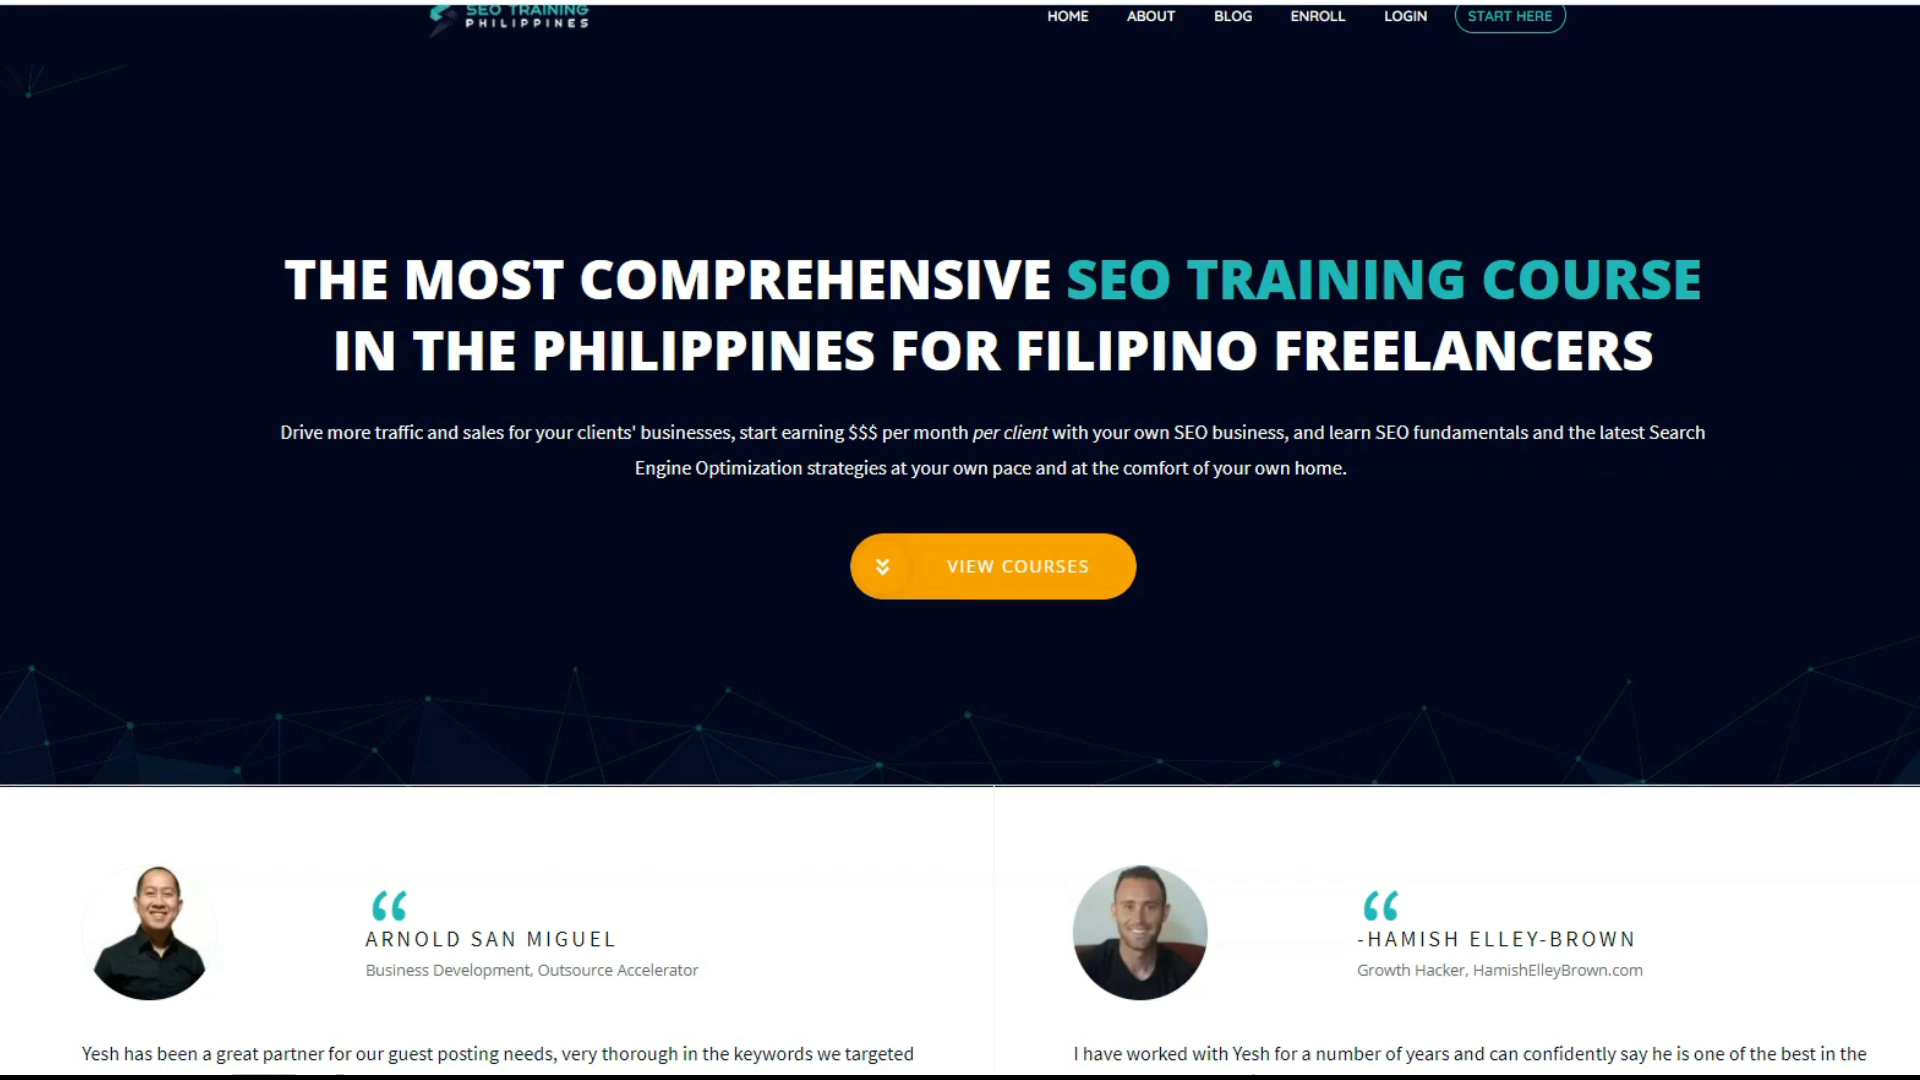 SEO TRAINING
PHILIPPINES
HOME ABOUT BLOG ENROLL LOGIN START HERE
THE MOST COMPREHENSIVE SEO TRAINING COURSE
IN THE PHILIPPINES FOR FILIPINO FREELANCERS
Drive more traffic and sales for your clients' businesses, start earning $$$ per month per client with your own SEO business, and learn SEO fundamentals and the latest Search
Engine Optimization strategies at your own pace and at the comfort of your own home.
VIEW COURSES
“
ARNOLD SAN MIGUEL
Business Development, Outsource Accelerator
Yesh has been a great partner for our guest posting needs, very thorough in the keywords we targeted
“
-HAMISH ELLEY-BROWN
Growth Hacker, HamishElleyBrown.com
I have worked with Yesh for a number of years and can confidently say he is one of the best in the